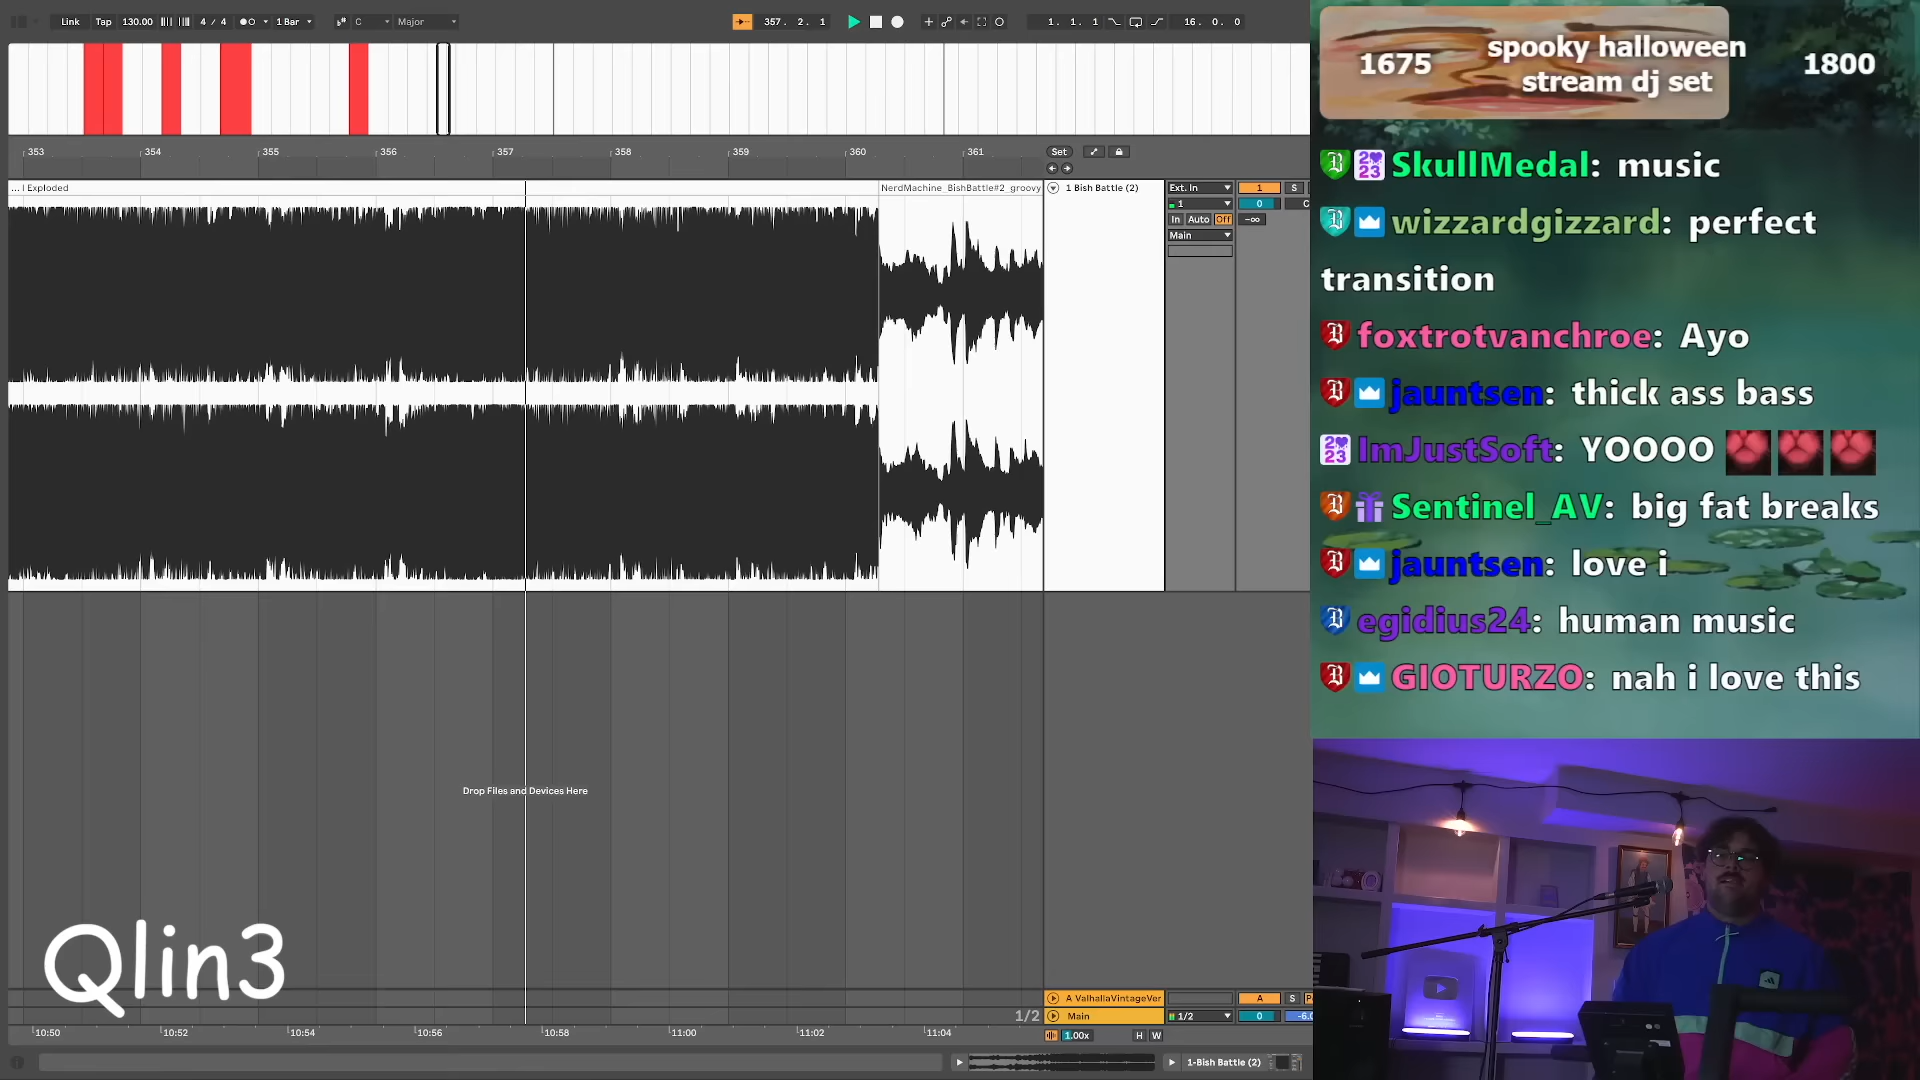 Link Tap 130.00 4 / 4 1 Bar C Major 357. 2. 1 1. 1. 1 16. 0. 0
353 354 355 356 357 358 359 360 361 Set
... I Exploded NerdMachine_BishBattle#2_groovy 1 Bish Battle (2) Ext. In 1 S
1 0 C
In Auto Off -∞
Main
Drop Files and Devices Here
Qlin3
A ValhallaVintageVer A S
1/2 Main 1/2 0 -6.0
10:50 10:52 10:54 10:56 10:58 11:00 11:02 11:04 1.00x H W
1-Bish Battle (2)
1675 spooky halloween stream dj set 1800
SkullMedal: music
wizzardgizzard: perfect
transition
foxtrotvanchroe: Ayo
jauntsen: thick ass bass
ImJustSoft: YOOOO
Sentinel_AV: big fat breaks
jauntsen: love i
egidius24: human music
GIOTURZO: nah i love this